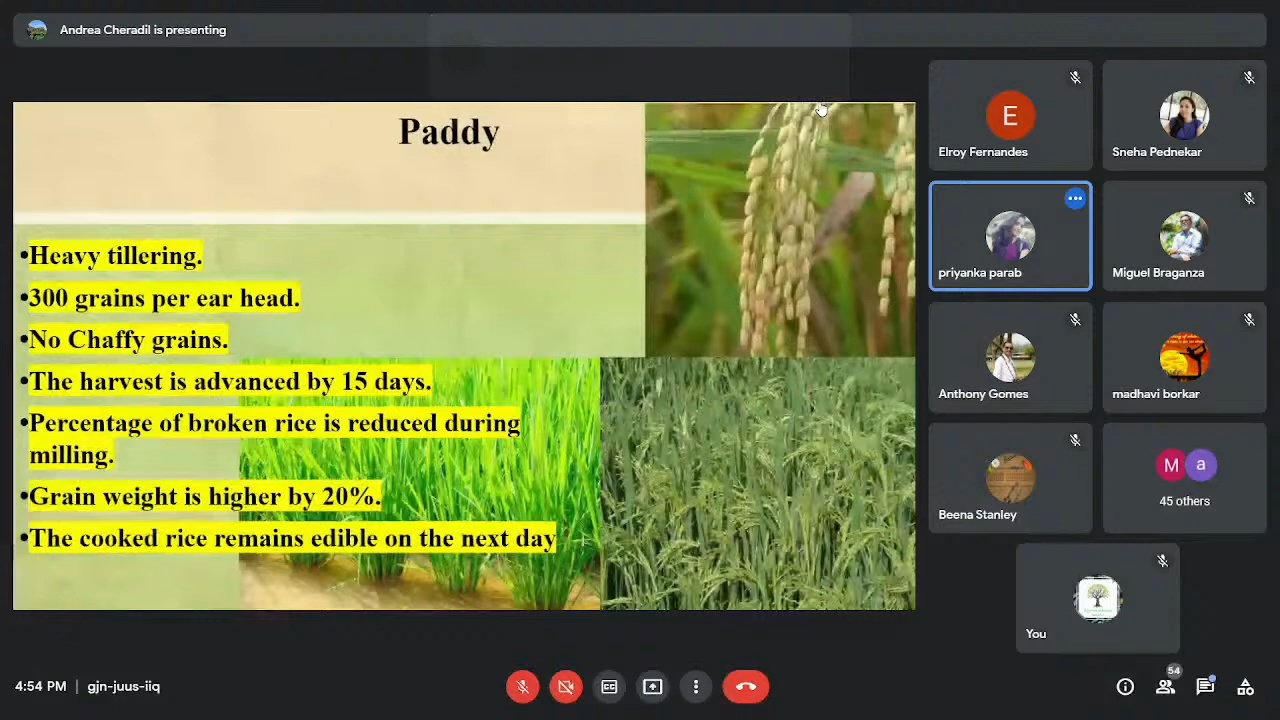 Andrea Cheradil is presenting
Paddy
•Heavy tillering.
•300 grains per ear head.
•No Chaffy grains.
•The harvest is advanced by 15 days.
•Percentage of broken rice is reduced during
milling.
•Grain weight is higher by 20%.
•The cooked rice remains edible on the next day
E
Elroy Fernandes
Sneha Pednekar
priyanka parab
Miguel Braganza
Anthony Gomes
madhavi borkar
Beena Stanley
M a
45 others
You
4:54 PM | gjn-juus-iiq
CC
54